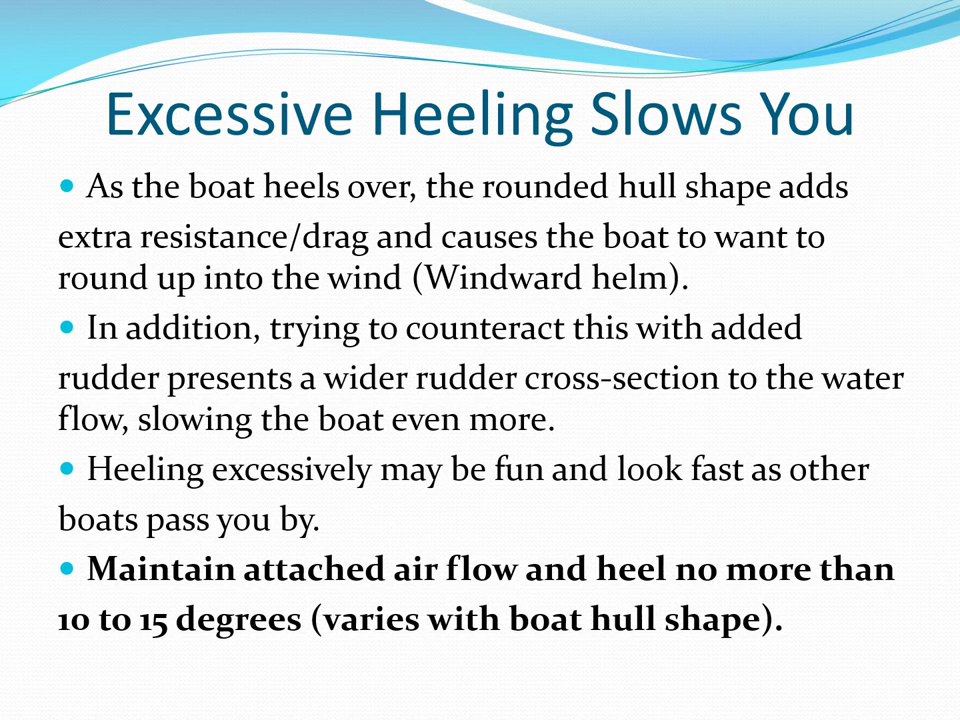 Excessive Heeling Slows You
• As the boat heels over, the rounded hull shape adds
extra resistance/drag and causes the boat to want to
round up into the wind (Windward helm).
• In addition, trying to counteract this with added
rudder presents a wider rudder cross-section to the water
flow, slowing the boat even more.
• Heeling excessively may be fun and look fast as other
boats pass you by.
• Maintain attached air flow and heel no more than
10 to 15 degrees (varies with boat hull shape).